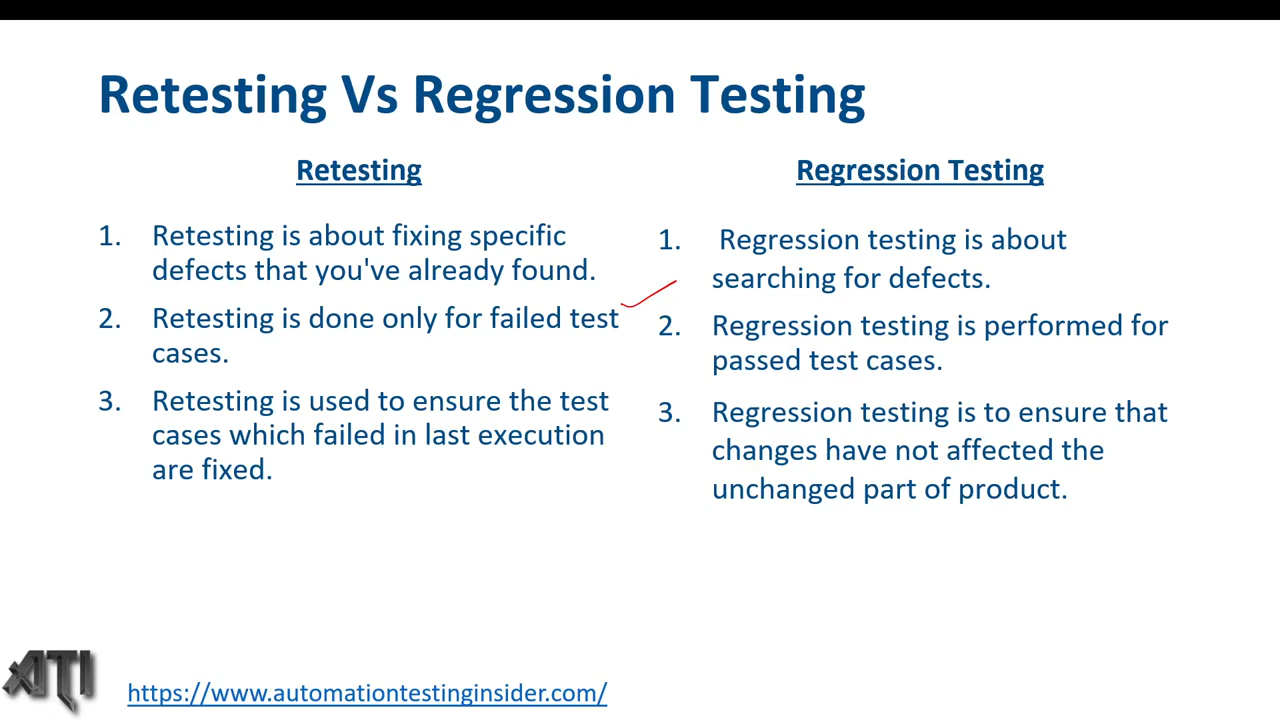 Retesting Vs Regression Testing
Retesting
1. Retesting is about fixing specific
defects that you've already found.
2. Retesting is done only for failed test
cases.
3. Retesting is used to ensure the test
cases which failed in last execution
are fixed.
Regression Testing
1. Regression testing is about
searching for defects.
2. Regression testing is performed for
passed test cases.
3. Regression testing is to ensure that
changes have not affected the
unchanged part of product.
ATI
https://www.automationtestinginsider.com/